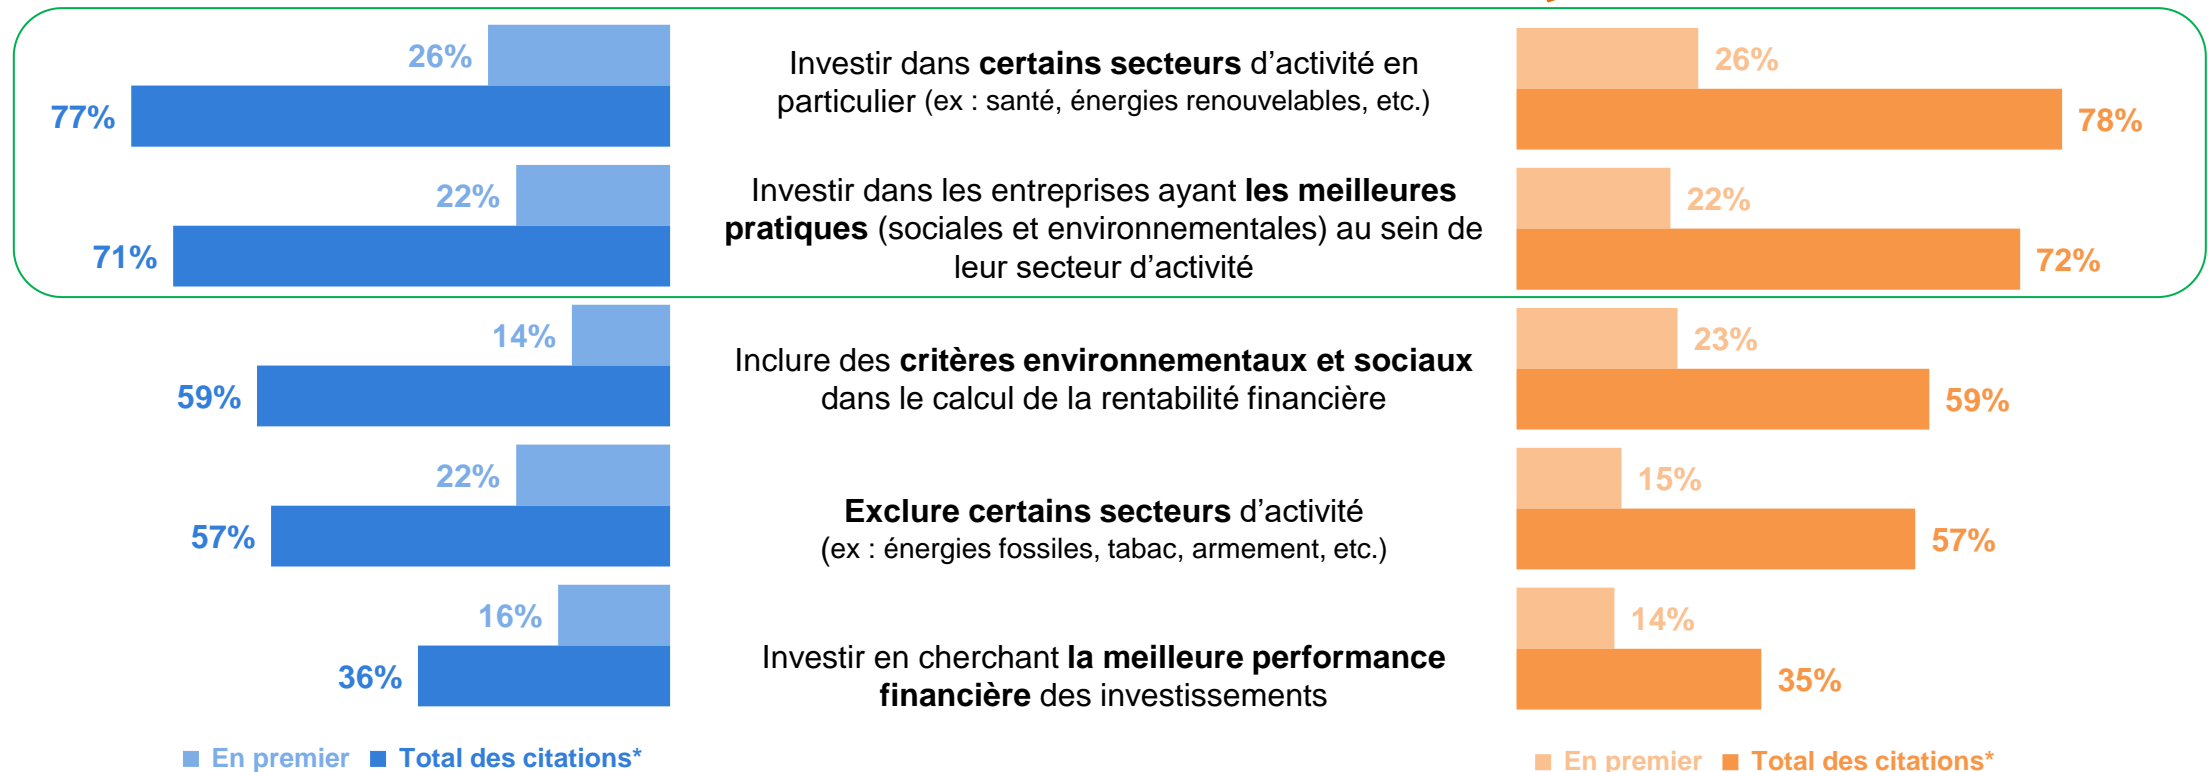 26%
77%
Investir dans certains secteurs d’activité en
particulier (ex : santé, énergies renouvelables, etc.)
26%
78%
22%
71%
Investir dans les entreprises ayant les meilleures
pratiques (sociales et environnementales) au sein de
leur secteur d’activité
22%
72%
14%
59%
Inclure des critères environnementaux et sociaux
dans le calcul de la rentabilité financière
23%
59%
22%
57%
Exclure certains secteurs d’activité
(ex : énergies fossiles, tabac, armement, etc.)
15%
57%
16%
36%
Investir en cherchant la meilleure performance
financière des investissements
14%
35%
En premier Total des citations*
En premier Total des citations*